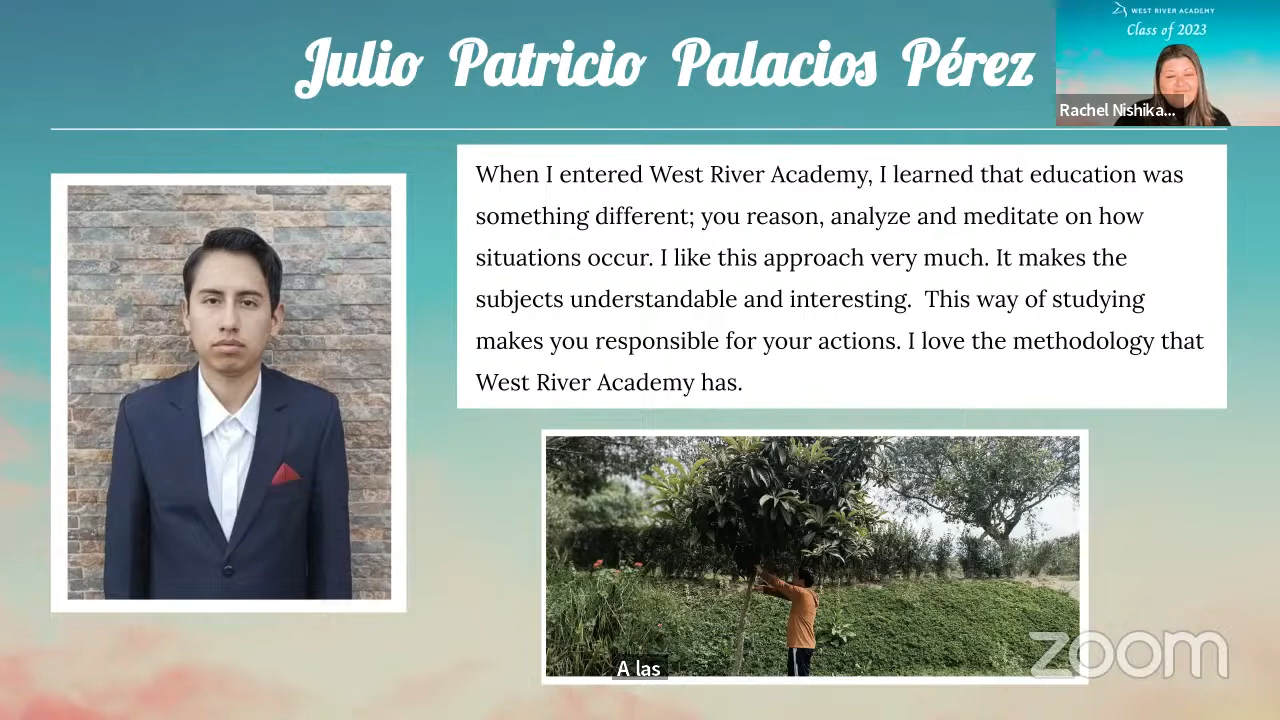 Julio Patricio Palacios Pérez
WEST RIVER ACADEMY
Class of 2023
Rachel Nishika...
When I entered West River Academy, I learned that education was
something different; you reason, analyze and meditate on how
situations occur. I like this approach very much. It makes the
subjects understandable and interesting.  This way of studying
makes you responsible for your actions. I love the methodology that
West River Academy has.
A las
zoom